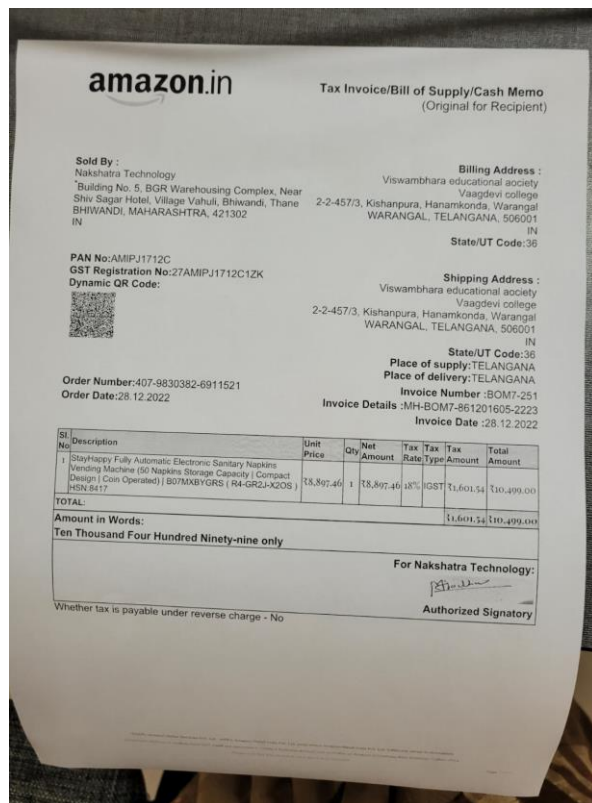 amazon.in
Tax Invoice/Bill of Supply/Cash Memo
(Original for Recipient)
Sold By :
Nakshatra Technology
*Building No. 5, BGR Warehousing Complex, Near
Shiv Sagar Hotel, Village Vahuli, Bhiwandi, Thane
BHIWANDI, MAHARASHTRA, 421302
IN
Billing Address :
Viswambhara educational aociety
Vaagdevi college
2-2-457/3, Kishanpura, Hanamkonda, Warangal
WARANGAL, TELANGANA, 506001
IN
State/UT Code:36
PAN No:AMIPJ1712C
GST Registration No:27AMIPJ1712C1ZK
Dynamic QR Code:
Shipping Address :
Viswambhara educational aociety
Vaagdevi college
2-2-457/3, Kishanpura, Hanamkonda, Warangal
WARANGAL, TELANGANA, 506001
IN
State/UT Code:36
Place of supply:TELANGANA
Place of delivery:TELANGANA
Order Number:407-9830382-6911521
Order Date:28.12.2022
Invoice Number :BOM7-251
Invoice Details :MH-BOM7-861201605-2223
Invoice Date :28.12.2022
Sl. No Description Unit Price Qty Net Amount Tax Rate Tax Type Tax Amount Total Amount
1 StayHappy Fully Automatic Electronic Sanitary Napkins
Vending Machine (50 Napkins Storage Capacity | Compact
Design | Coin Operated) | B07MXBYGRS ( R4-GR2J-X2OS )
HSN:8417
₹8,897.46 1 ₹8,897.46 18% IGST ₹1,601.54 ₹10,499.00
TOTAL: ₹1,601.54 ₹10,499.00
Amount in Words:
Ten Thousand Four Hundred Ninety-nine only
For Nakshatra Technology:
Authorized Signatory
Whether tax is payable under reverse charge - No